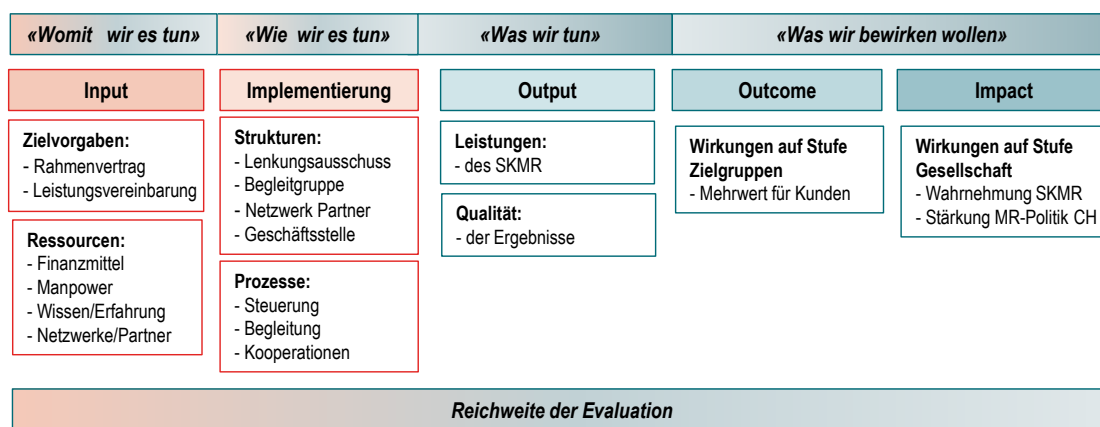 «Womit wir es tun»
«Wie wir es tun»
«Was wir tun»
«Was wir bewirken wollen»
Input
Implementierung
Output
Outcome
Impact
Zielvorgaben:
- Rahmenvertrag
- Leistungsvereinbarung
Ressourcen:
- Finanzmittel
- Manpower
- Wissen/Erfahrung
- Netzwerke/Partner
Strukturen:
- Lenkungsausschuss
- Begleitgruppe
- Netzwerk Partner
- Geschäftsstelle
Prozesse:
- Steuerung
- Begleitung
- Kooperationen
Leistungen:
- des SKMR
Qualität:
- der Ergebnisse
Wirkungen auf Stufe
Zielgruppen
- Mehrwert für Kunden
Wirkungen auf Stufe
Gesellschaft
- Wahrnehmung SKMR
- Stärkung MR-Politik CH
Reichweite der Evaluation